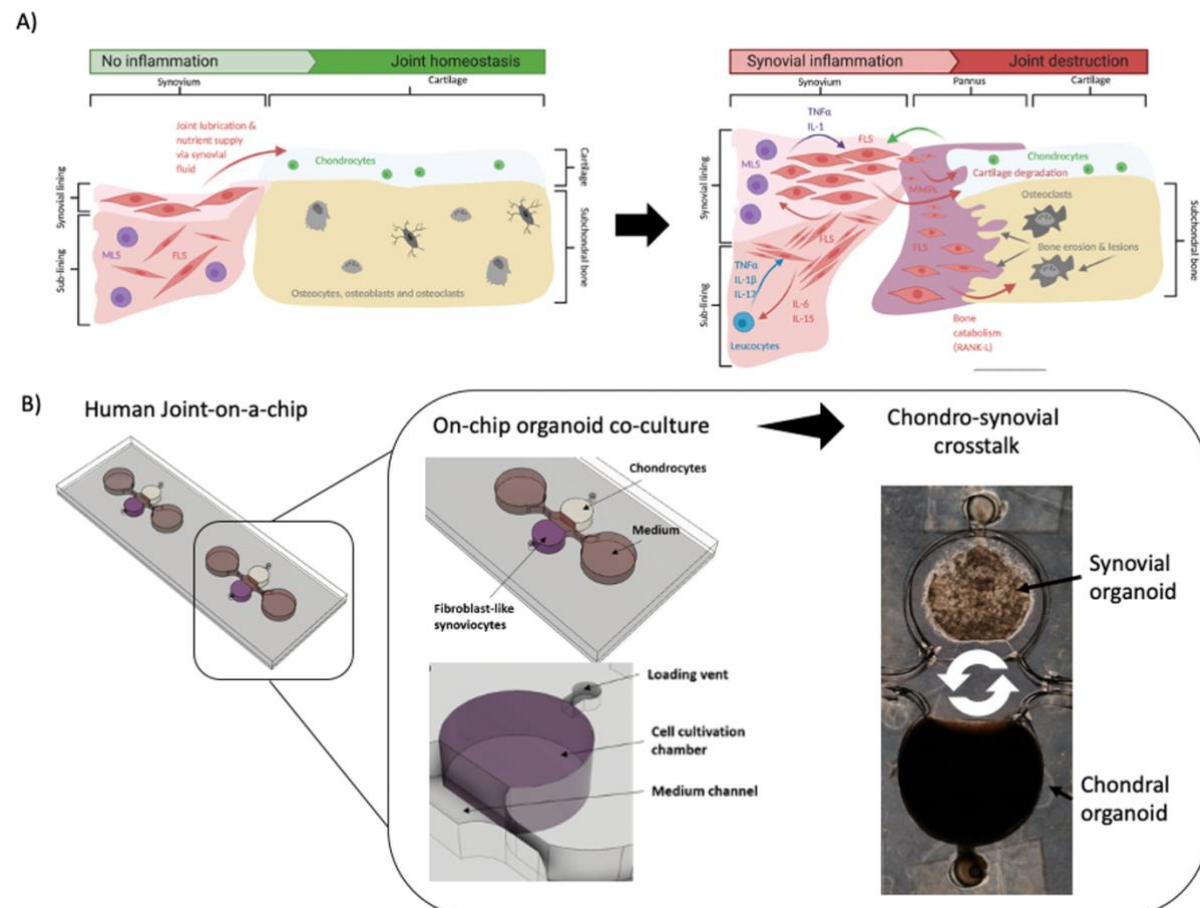 A)
No inflammation
Joint homeostasis
Synovium
Cartilage
Joint lubrication &
nutrient supply
via synovial
fluid
Chondrocytes
Synovial lining
Sub-lining
MLS
FLS
Osteocytes, osteoblasts and osteoclasts
Cartilage
Subchondral bone
Synovial inflammation
Joint destruction
Synovium
Pannus
Cartilage
TNFα
IL-1
FLS
MLS
Synovial lining
Chondrocytes
Cartilage degradation
MMPs
Osteoclasts
FLS
FLS
Bone erosion & lesions
TNFα
IL-1β
IL-17
IL-6
IL-15
Sub-lining
Leucocytes
Bone
catabolism
(RANK-L)
Subchondral bone
B)
Human Joint-on-a-chip
On-chip organoid co-culture
Chondro-synovial
crosstalk
Chondrocytes
Medium
Fibroblast-like
synoviocytes
Loading vent
Cell cultivation
chamber
Medium channel
Synovial
organoid
Chondral
organoid